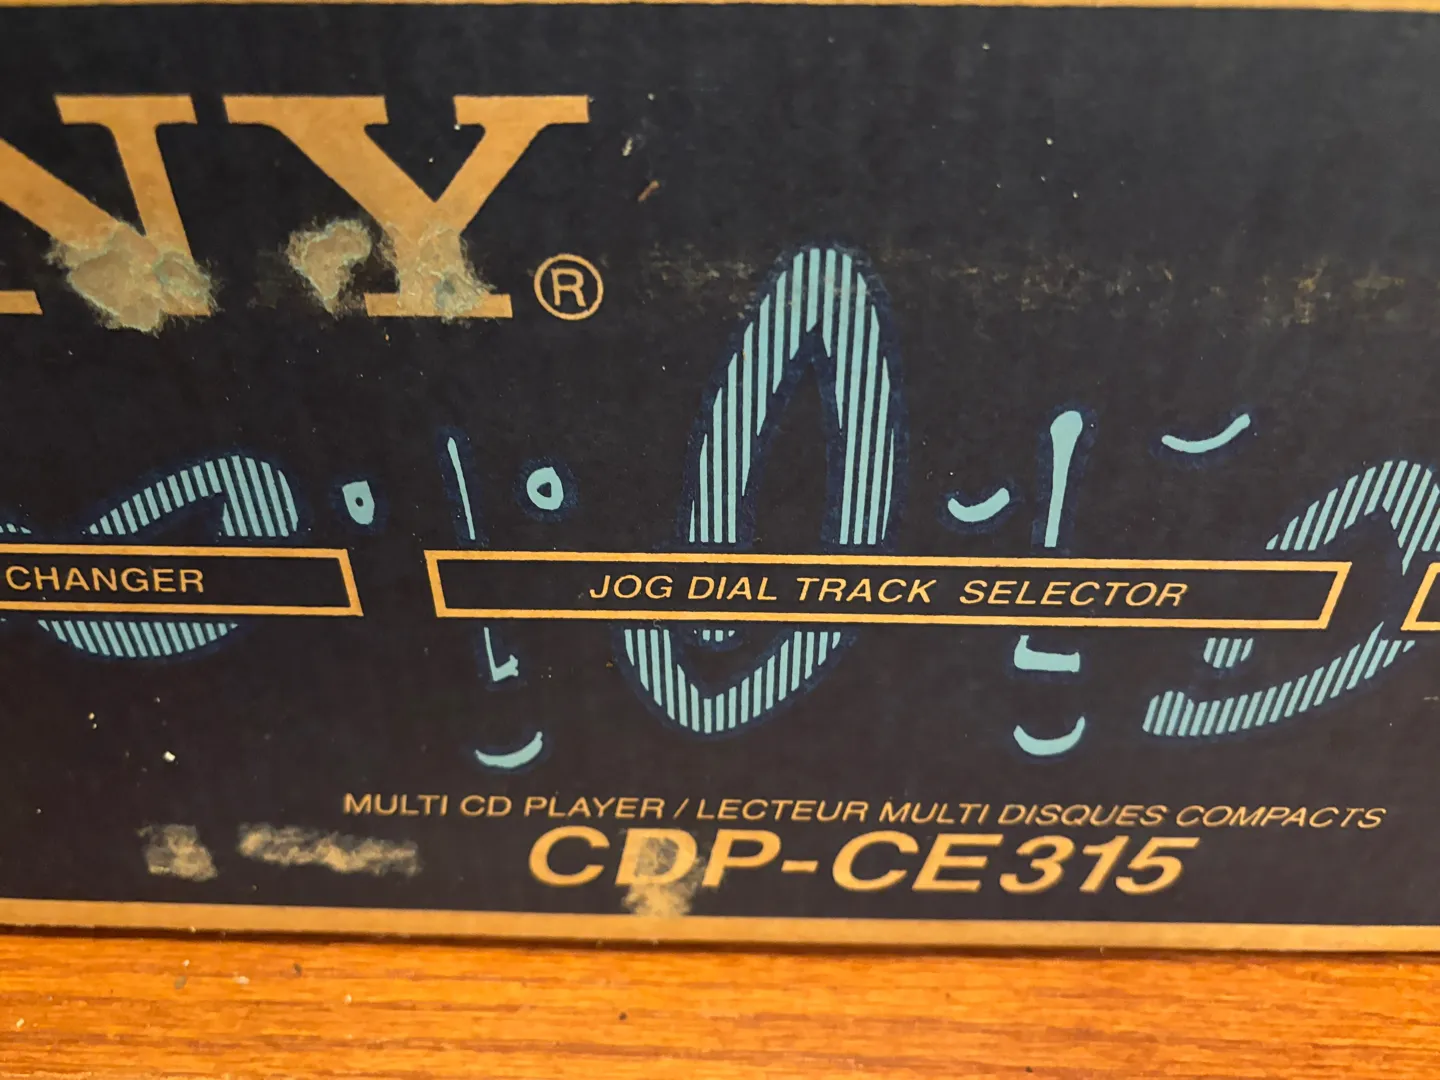 NY®
CHANGER
JOG DIAL TRACK SELECTOR
MULTI CD PLAYER / LECTEUR MULTI DISQUES COMPACTS
CDP-CE315